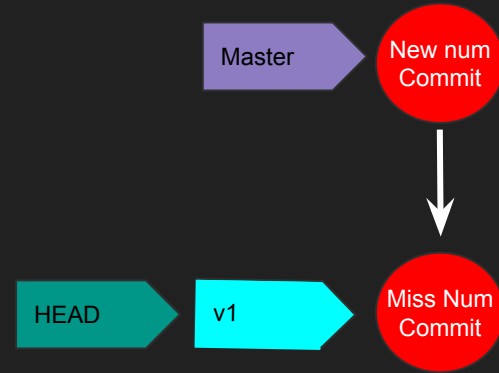 Master
New num
Commit
HEAD
v1
Miss Num
Commit